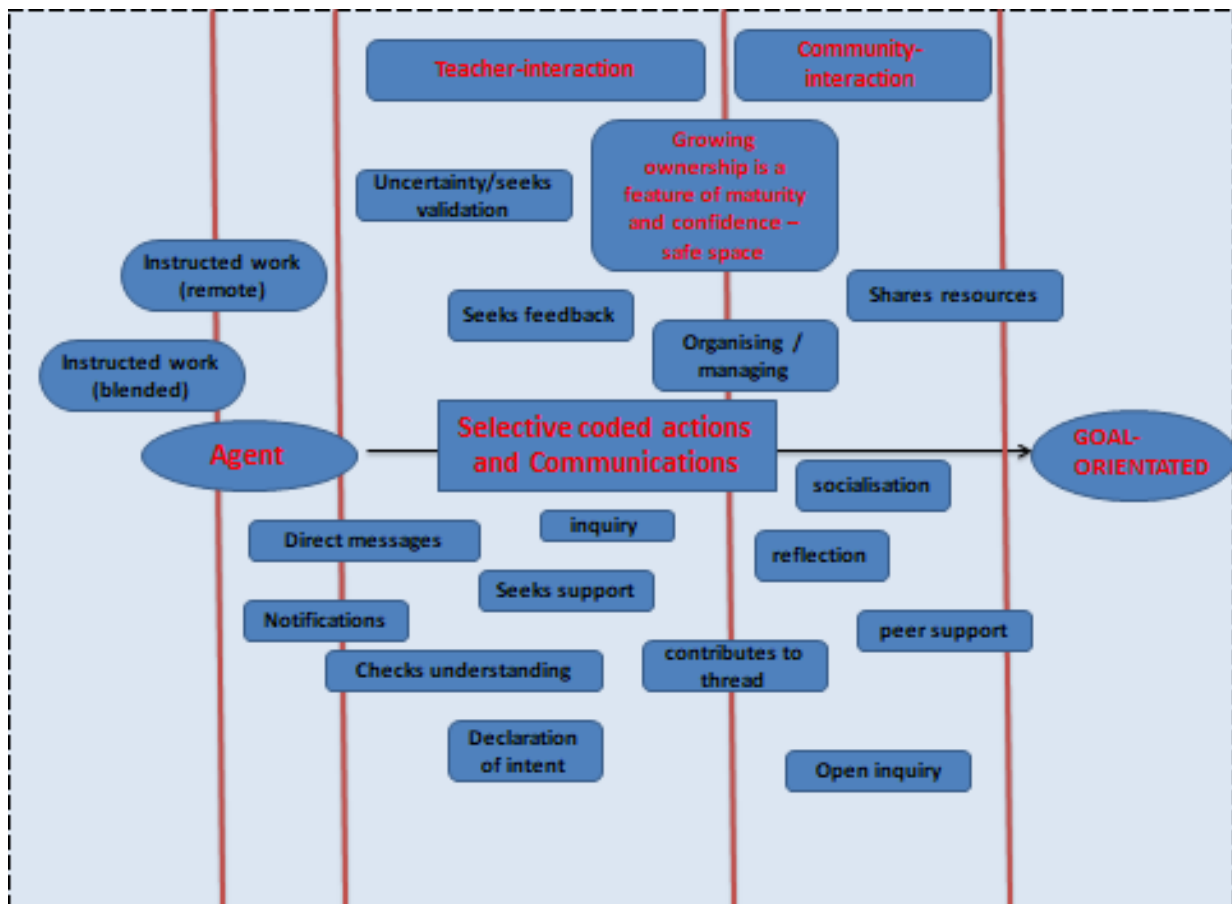 Teacher-interaction
Community-
interaction
Growing
ownership is a
feature of maturity
and confidence –
safe space
Uncertainty/seeks
validation
Instructed work
(remote)
Shares resources
Seeks feedback
Organising /
managing
Instructed work
(blended)
Agent
Selective coded actions
and Communications
GOAL-
ORIENTATED
socialisation
inquiry
Direct messages
reflection
Seeks support
Notifications
peer support
Checks understanding
contributes to
thread
Declaration
of intent
Open inquiry